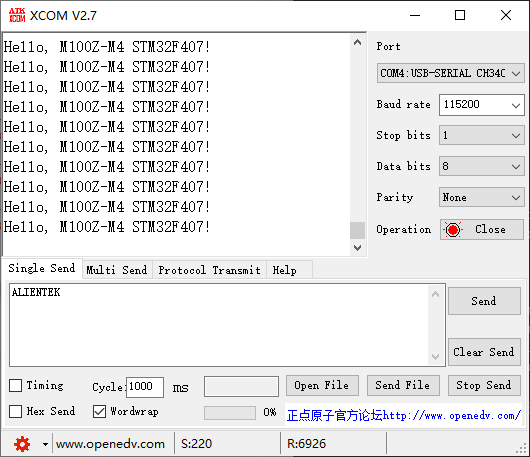 ATK
XCOM
XCOM V2.7
Hello, M100Z-M4 STM32F407!
Hello, M100Z-M4 STM32F407!
Hello, M100Z-M4 STM32F407!
Hello, M100Z-M4 STM32F407!
Hello, M100Z-M4 STM32F407!
Hello, M100Z-M4 STM32F407!
Hello, M100Z-M4 STM32F407!
Hello, M100Z-M4 STM32F407!
Hello, M100Z-M4 STM32F407!
Hello, M100Z-M4 STM32F407!
Port
COM4:USB-SERIAL CH340
Baud rate 115200
Stop bits 1
Data bits 8
Parity None
Operation Close
Single Send Multi Send Protocol Transmit Help
ALIENTEK
Send
Clear Send
Timing Cycle: 1000 ms Open File Send File Stop Send
Hex Send Wordwrap 0% 正点原子官方论坛http://www.openedv.com/
www.openedv.com S:220 R:6926